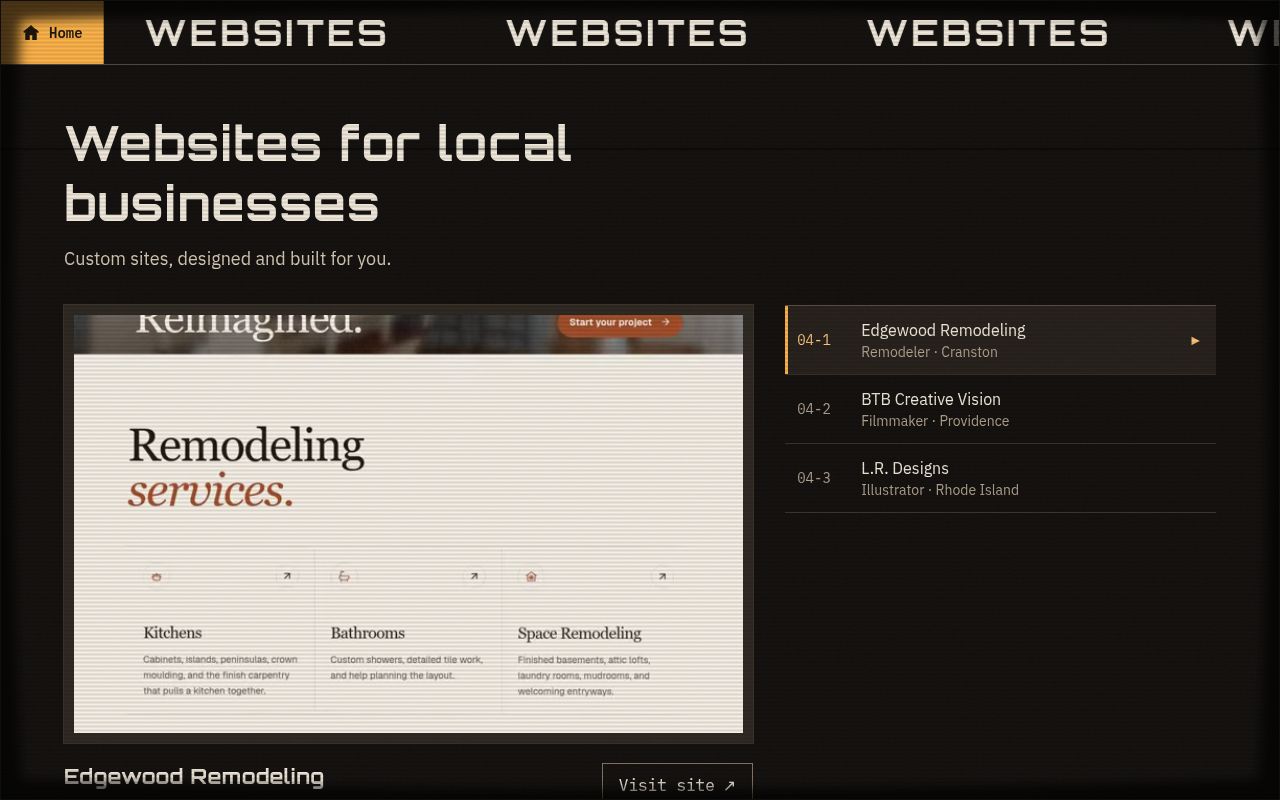 Home
WEBSITES WEBSITES WEBSITES
Websites for local
businesses
Custom sites, designed and built for you.
Reimagined.
Start your project →
Remodeling
services.
Kitchens
Cabinets, islands, peninsulas, crown
moulding, and the finish carpentry
that pulls a kitchen together.
Bathrooms
Custom showers, detailed tile work,
and help planning the layout.
Space Remodeling
Finished basements, attic lofts,
laundry rooms, mudrooms, and
welcoming entryways.
Edgewood Remodeling
Visit site ↗
04-1
Edgewood Remodeling
Remodeler · Cranston
04-2
BTB Creative Vision
Filmmaker · Providence
04-3
L.R. Designs
Illustrator · Rhode Island